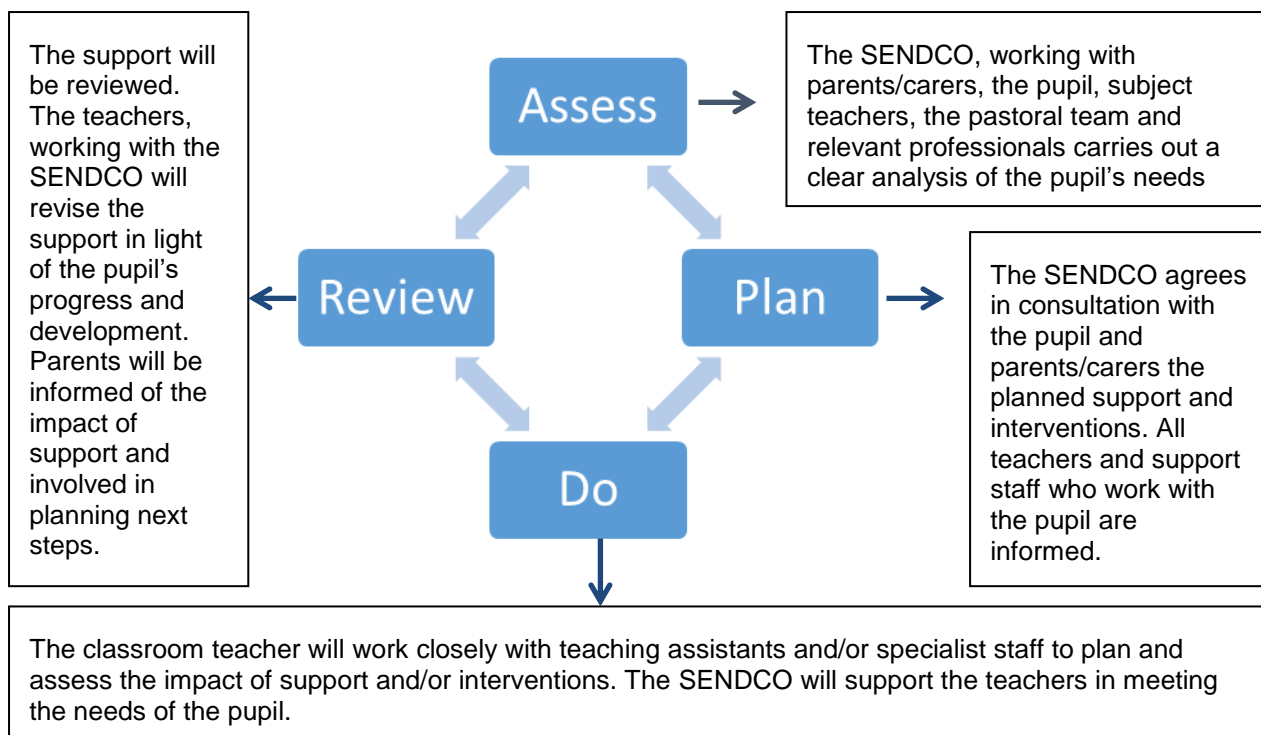 Assess
The SENDCO, working with
parents/carers, the pupil, subject
teachers, the pastoral team and
relevant professionals carries out a
clear analysis of the pupil's needs
Plan
The SENDCO agrees
in consultation with
the pupil and
parents/carers the
planned support and
interventions. All
teachers and support
staff who work with
the pupil are
informed.
Do
The classroom teacher will work closely with teaching assistants and/or specialist staff to plan and
assess the impact of support and/or interventions. The SENDCO will support the teachers in meeting
the needs of the pupil.
Review
The support will
be reviewed.
The teachers,
working with the
SENDCO will
revise the
support in light
of the pupil's
progress and
development.
Parents will be
informed of the
impact of
support and
involved in
planning next
steps.